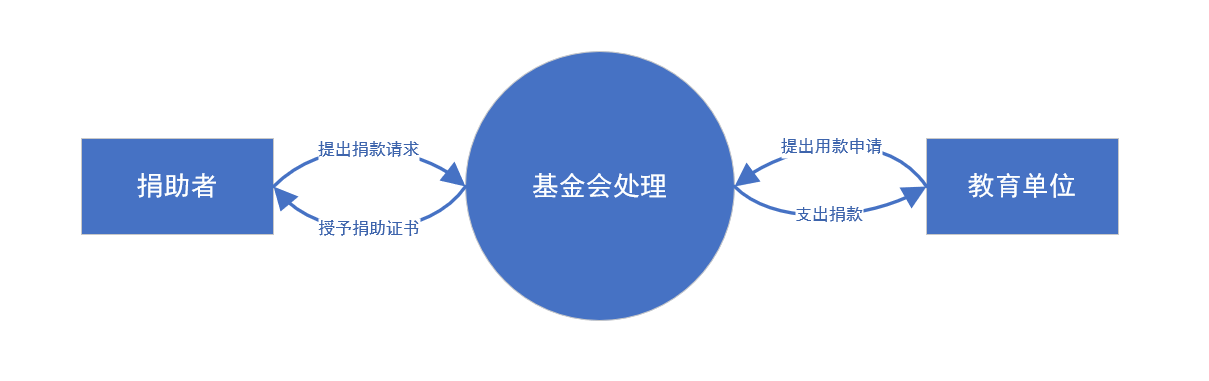 捐助者
提出捐款请求
授予捐助证书
基金会处理
提出用款申请
支出捐款
教育单位